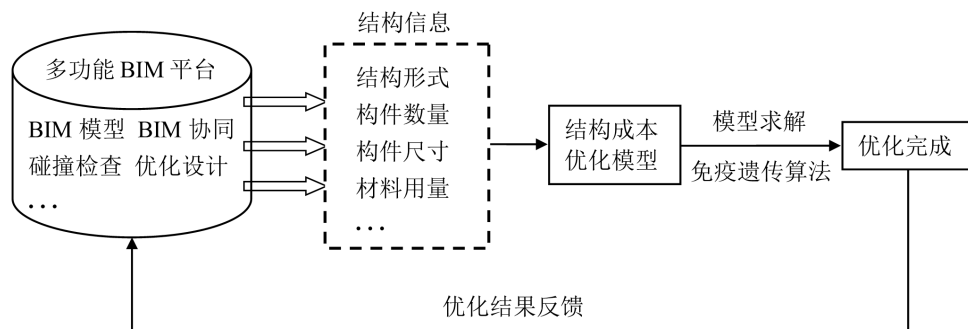 结构信息
多功能 BIM 平台
BIM 模型 BIM 协同
碰撞检查 优化设计
...
结构形式
构件数量
构件尺寸
材料用量
...
结构成本
优化模型
模型求解
免疫遗传算法
优化完成
优化结果反馈